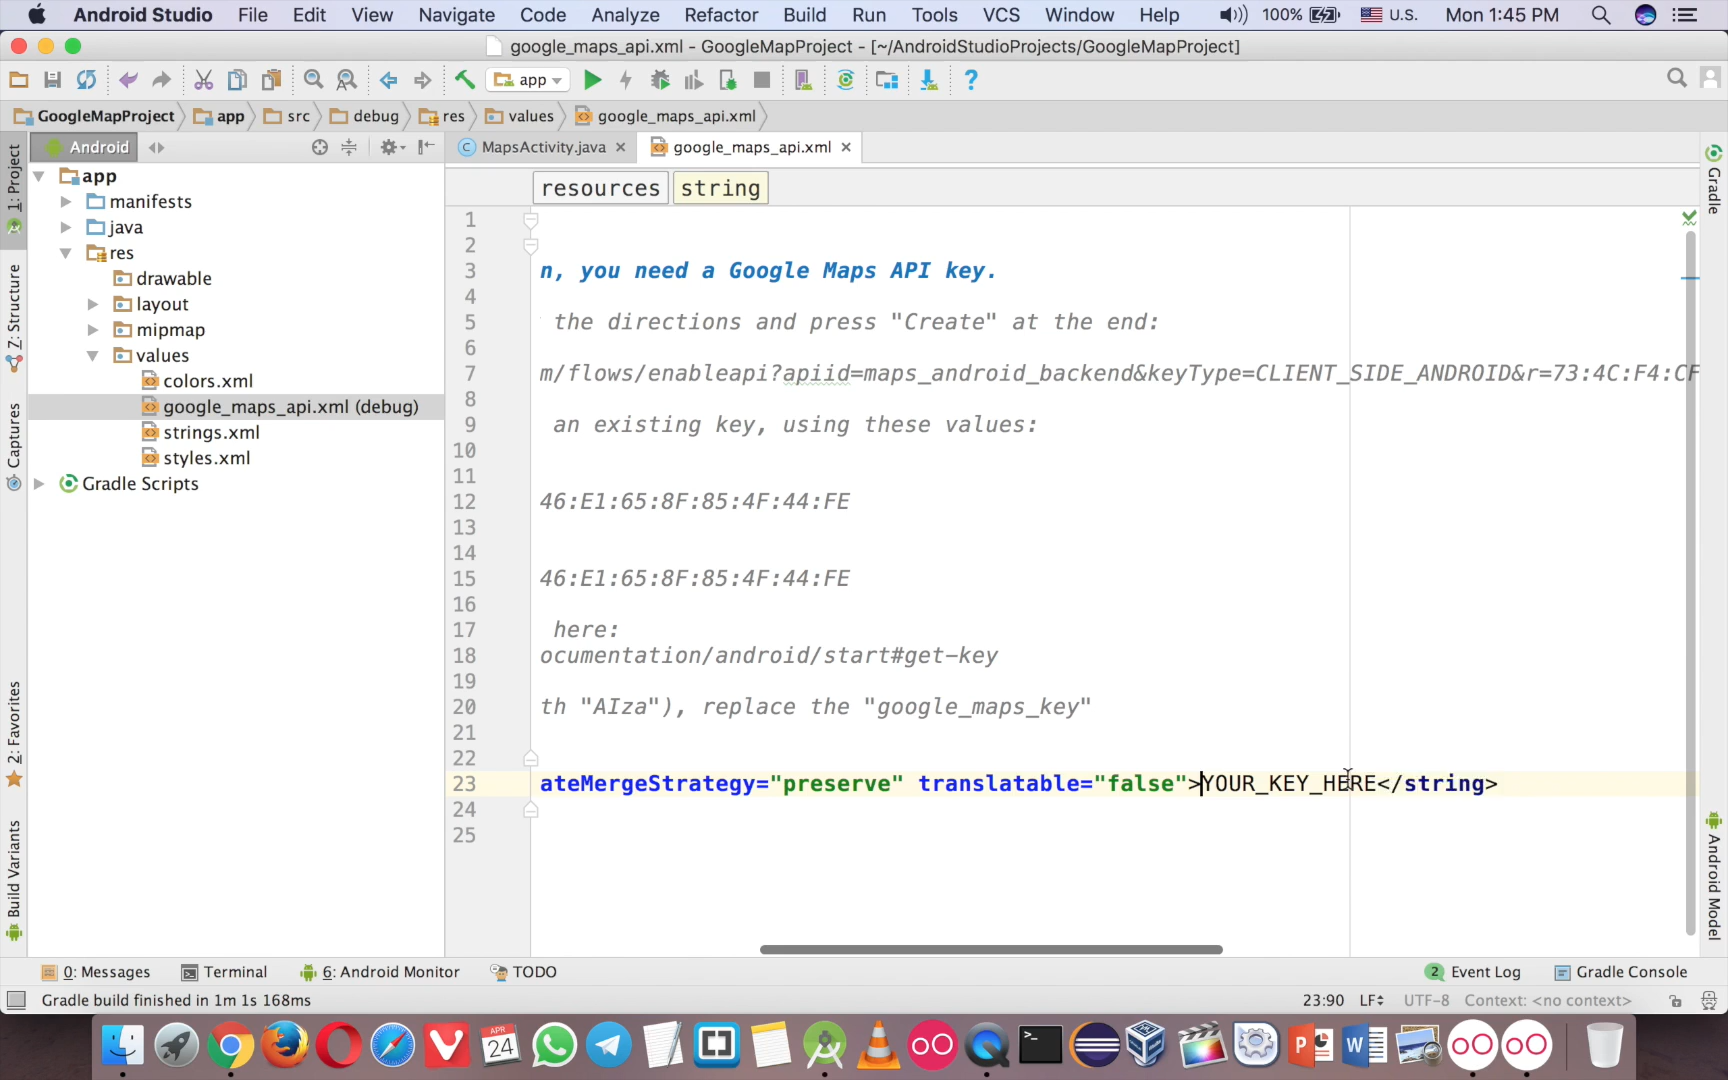 Android Studio File Edit View Navigate Code Analyze Refactor Build Run Tools VCS Window Help 100% U.S. Mon 1:45 PM
google_maps_api.xml - GoogleMapProject - [~/AndroidStudioProjects/GoogleMapProject]
app
?
GoogleMapProject app src debug res values google_maps_api.xml
1: Project
Android
C MapsActivity.java
google_maps_api.xml
Gradle
app
manifests
java
res
drawable
layout
mipmap
values
colors.xml
google_maps_api.xml (debug)
strings.xml
styles.xml
Gradle Scripts
Z: Structure
Captures
2: Favorites
Build Variants
resources string
1
2
3 n, you need a Google Maps API key.
4
5 the directions and press "Create" at the end:
6
7 m/flows/enableapi?apiid=maps_android_backend&keyType=CLIENT_SIDE_ANDROID&r=73:4C:F4:CF
8
9 an existing key, using these values:
10
11
12 46:E1:65:8F:85:4F:44:FE
13
14
15 46:E1:65:8F:85:4F:44:FE
16
17 here:
18 ocumentation/android/start#get-key
19
20 th "AIza"), replace the "google_maps_key"
21
22
23 ateMergeStrategy="preserve" translatable="false">YOUR_KEY_HERE</string>
24
25
Android Model
0: Messages Terminal 6: Android Monitor TODO 2 Event Log Gradle Console
Gradle build finished in 1m 1s 168ms 23:90 LF UTF-8 Context: <no context>
APR
24
P
W